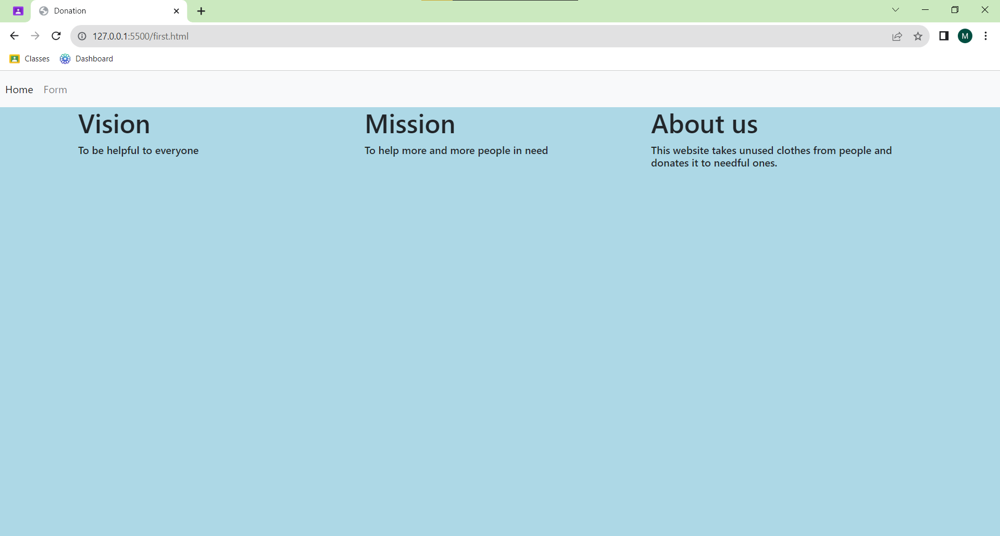 Donation
127.0.0.1:5500/first.html
M
Classes Dashboard
Home Form
Vision
To be helpful to everyone
Mission
To help more and more people in need
About us
This website takes unused clothes from people and
donates it to needful ones.